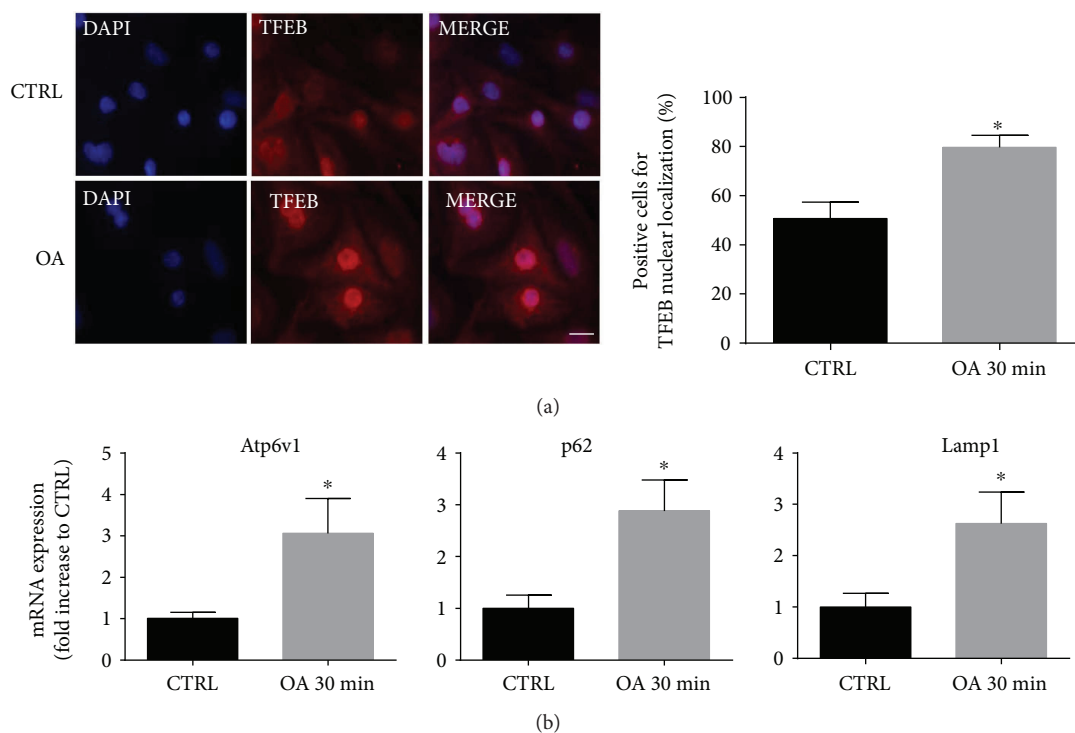 DAPI TFEB MERGE
CTRL
DAPI TFEB MERGE
OA
Positive cells for
TFEB nuclear localization (%)
100
80
60
40
20
0
*
CTRL OA 30 min
(a)
mRNA expression
(fold increase to CTRL)
Atp6v1
5
4
3
2
1
0
*
CTRL OA 30 min
p62
4
3
2
1
0
*
CTRL OA 30 min
Lamp1
4
3
2
1
0
*
CTRL OA 30 min
(b)